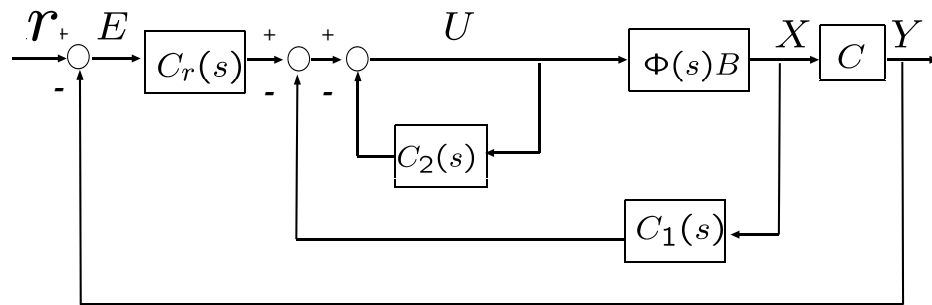 r + E + + U X Y
C_r(s) Φ(s)B C
- - -
C_2(s)
C_1(s)